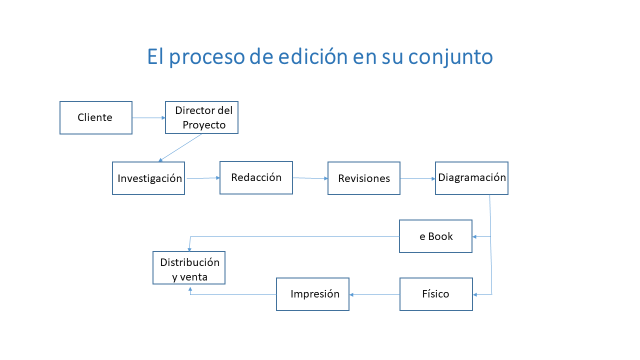 El proceso de edición en su conjunto
Cliente
Director del
Proyecto
Investigación
Redacción
Revisiones
Diagramación
e Book
Distribución
y venta
Impresión
Físico